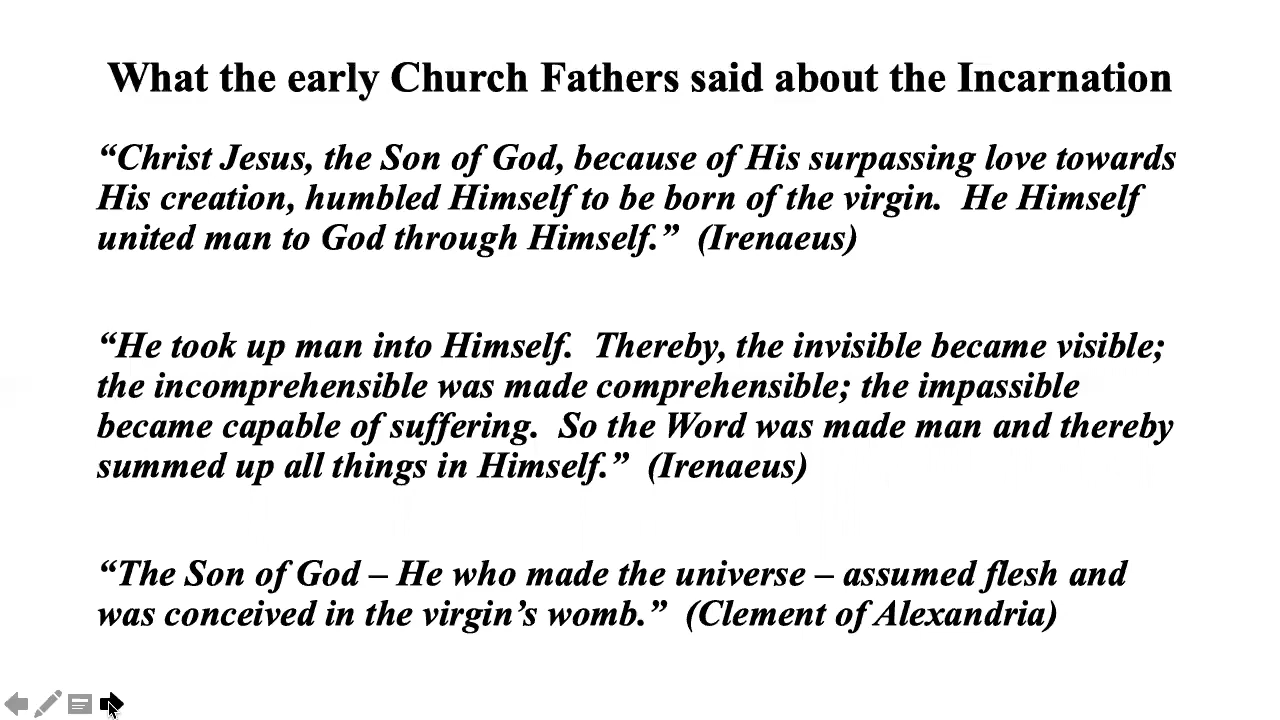 What the early Church Fathers said about the Incarnation
“Christ Jesus, the Son of God, because of His surpassing love towards
His creation, humbled Himself to be born of the virgin.  He Himself
united man to God through Himself.”  (Irenaeus)
“He took up man into Himself.  Thereby, the invisible became visible;
the incomprehensible was made comprehensible; the impassible
became capable of suffering.  So the Word was made man and thereby
summed up all things in Himself.”  (Irenaeus)
“The Son of God – He who made the universe – assumed flesh and
was conceived in the virgin’s womb.”  (Clement of Alexandria)